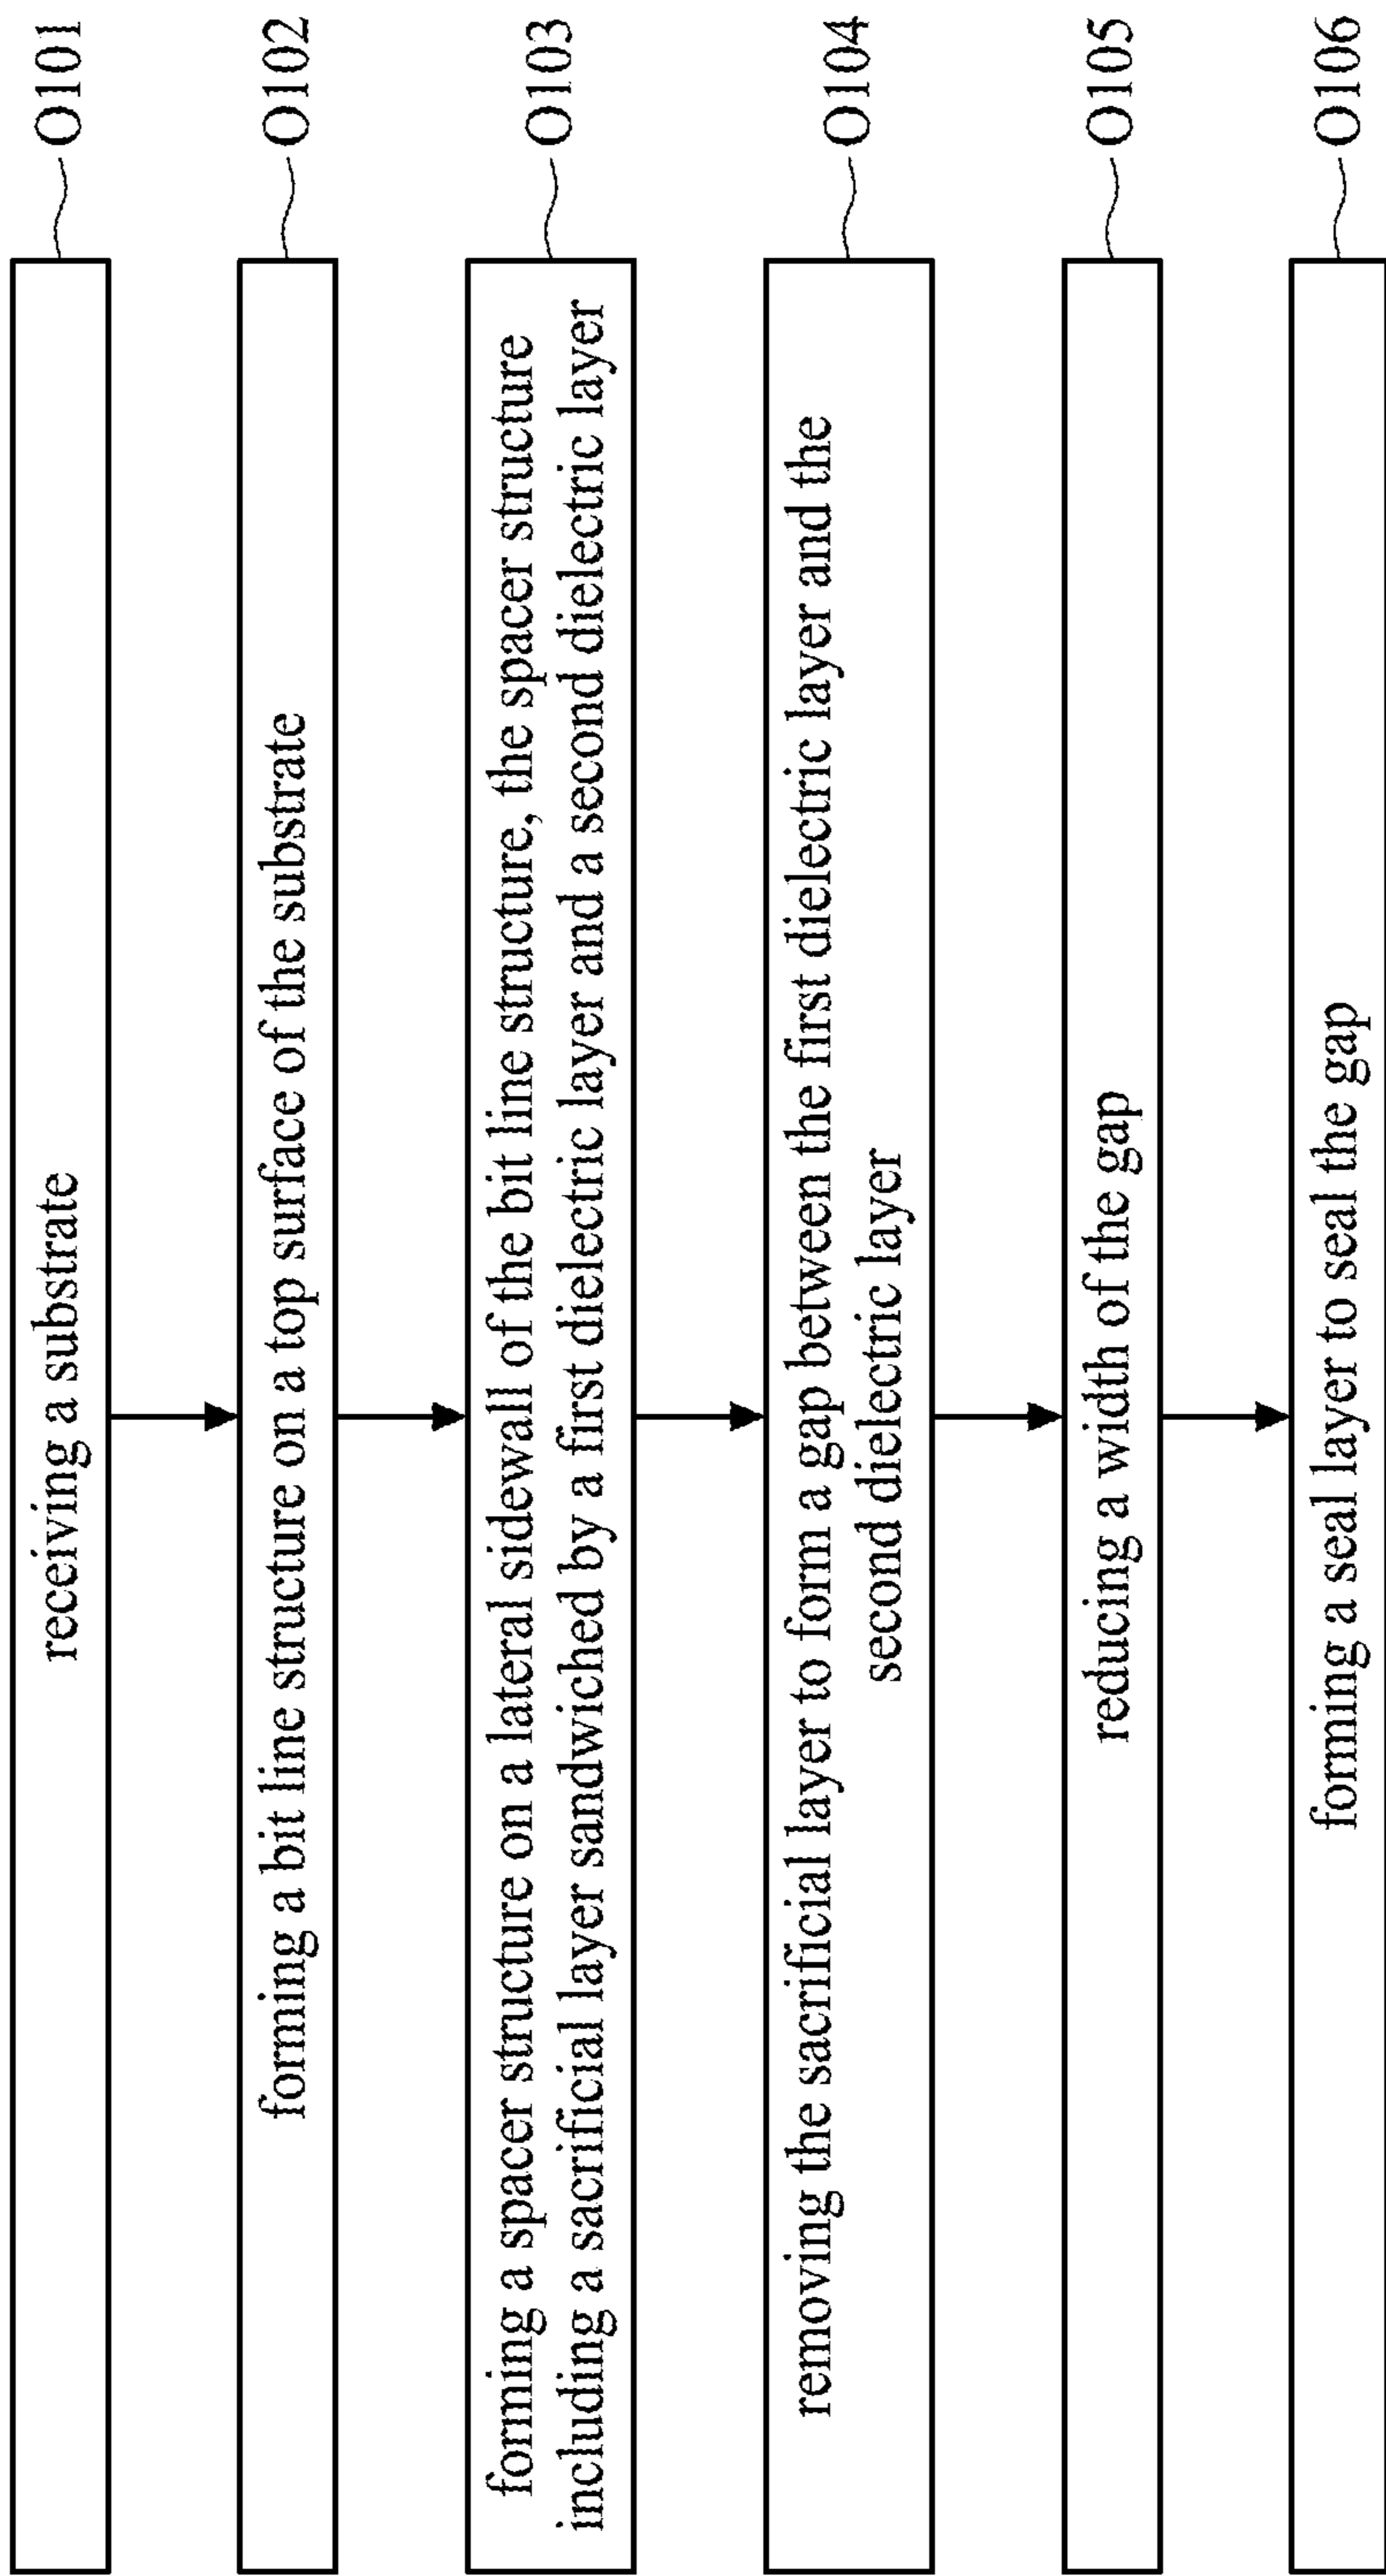 receiving a substrate
O101
forming a bit line structure on a top surface of the substrate
O102
forming a spacer structure on a lateral sidewall of the bit line structure, the spacer structure
including a sacrificial layer sandwiched by a first dielectric layer and a second dielectric layer
O103
removing the sacrificial layer to form a gap between the first dielectric layer and the
second dielectric layer
O104
reducing a width of the gap
O105
forming a seal layer to seal the gap
O106